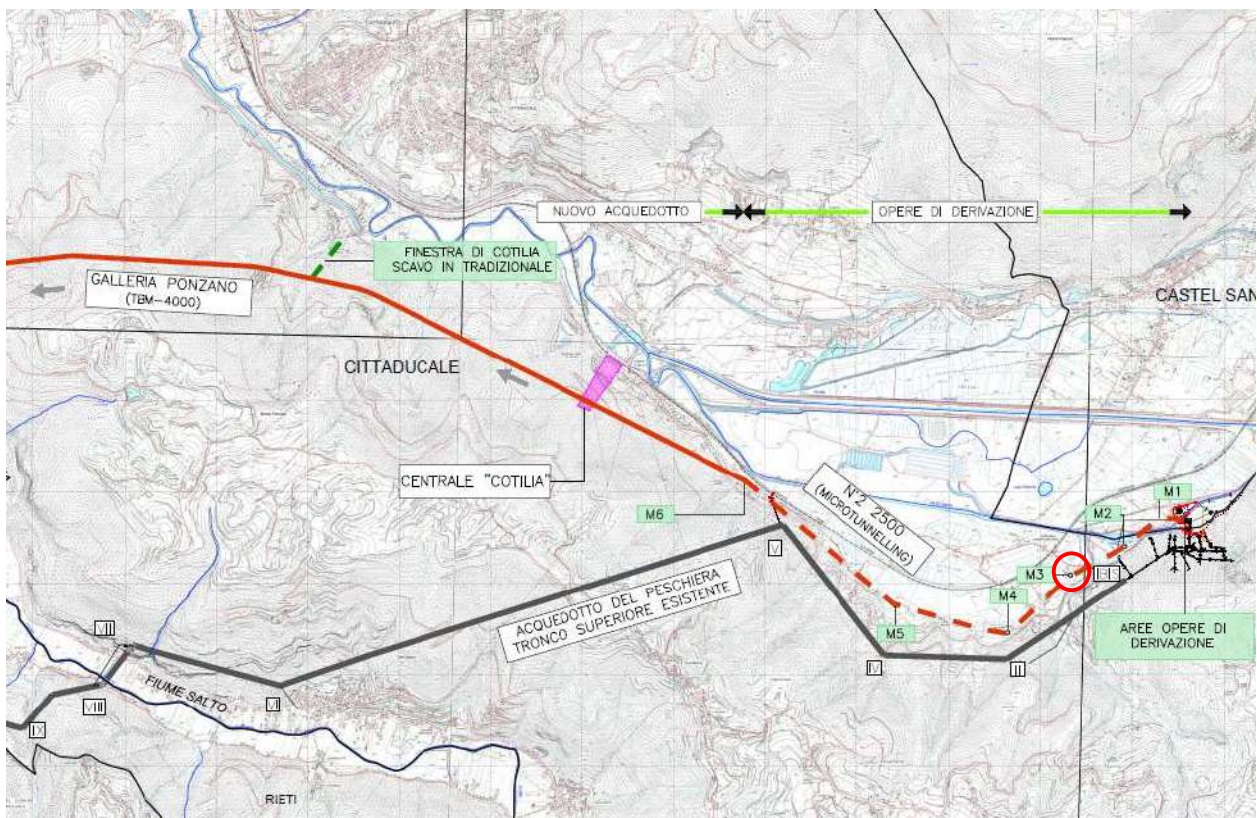 NUOVO ACQUEDOTTO
OPERE DI DERIVAZIONE
FINESTRA DI COTILIA
SCAVO IN TRADIZIONALE
GALLERIA PONZANO
(TBM-4000)
CASTEL SAN
CITTADUCALE
CENTRALE "COTILIA"
N°2 2500
(MICROTUNNELLING)
M6
M1
M2
M3
IBIS
M4
M5
V
ACQUEDOTTO DEL PESCHIERA
TRONCO SUPERIORE ESISTENTE
AREE OPERE DI
DERIVAZIONE
VII
IV
III
FIUME SALTO
VI
VIII
IX
RIETI